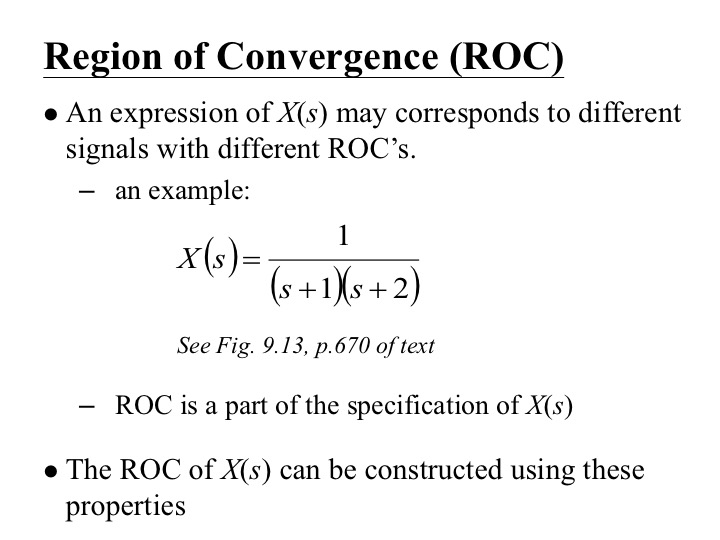 Region of Convergence (ROC)
● An expression of X(s) may corresponds to different
signals with different ROC’s.
– an example:
X(s) = 1 / (s + 1)(s + 2)
See Fig. 9.13, p.670 of text
– ROC is a part of the specification of X(s)
● The ROC of X(s) can be constructed using these
properties